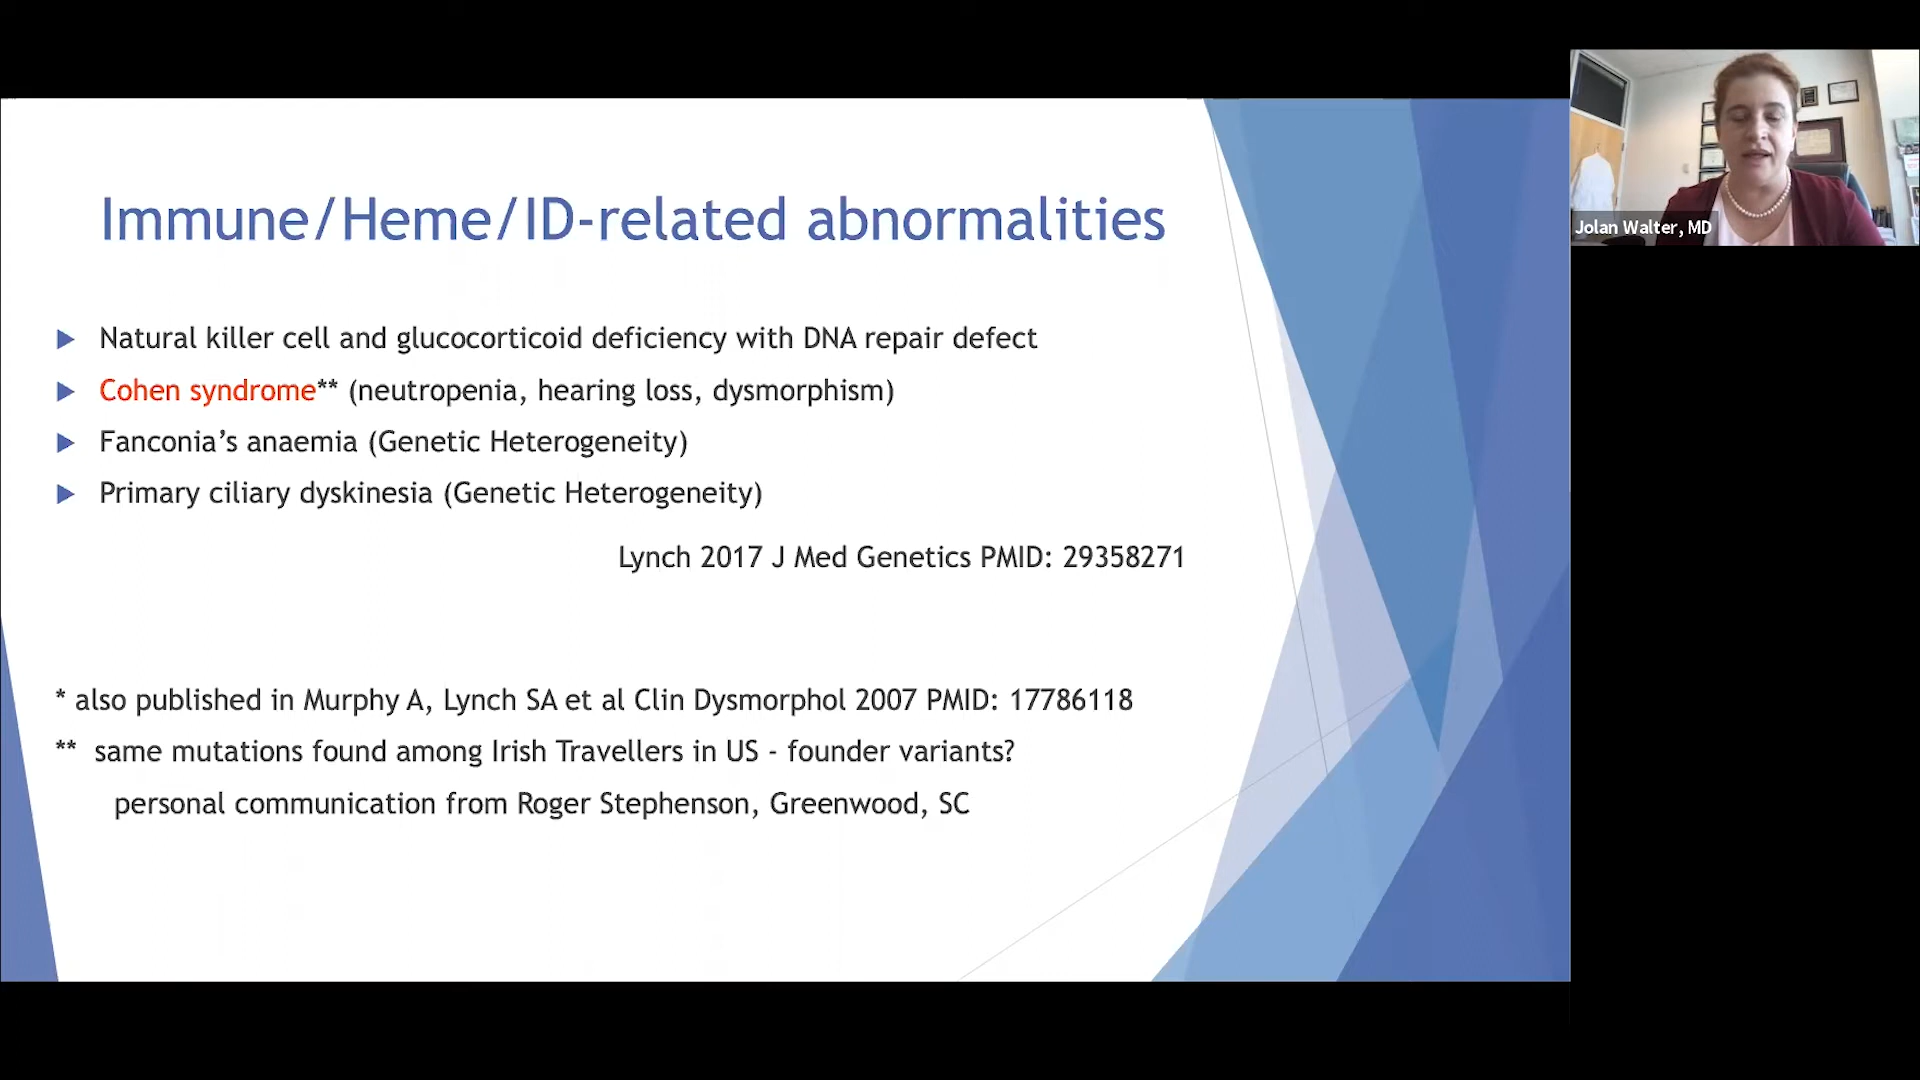 Immune/Heme/ID-related abnormalities
Natural killer cell and glucocorticoid deficiency with DNA repair defect
Cohen syndrome** (neutropenia, hearing loss, dysmorphism)
Fanconia’s anaemia (Genetic Heterogeneity)
Primary ciliary dyskinesia (Genetic Heterogeneity)
Lynch 2017 J Med Genetics PMID: 29358271
* also published in Murphy A, Lynch SA et al Clin Dysmorphol 2007 PMID: 17786118
** same mutations found among Irish Travellers in US - founder variants?
personal communication from Roger Stephenson, Greenwood, SC
Jolan Walter, MD